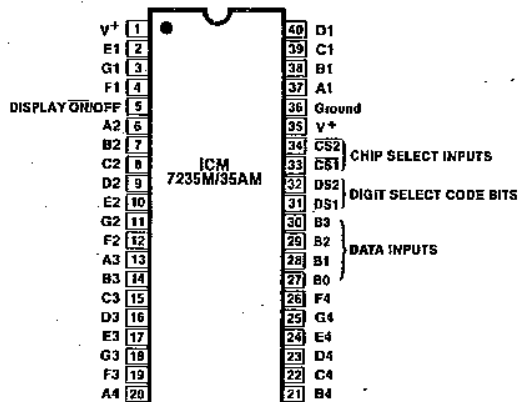 V+ 1 40 D1
E1 2 39 C1
G1 3 38 B1
F1 4 37 A1
DISPLAY ON/OFF 5 36 Ground
A2 6 35 V+
B2 7 34 CS2
C2 8 33 CS1
CHIP SELECT INPUTS
D2 9 32 DS2
E2 10 31 DS1
DIGIT SELECT CODE BITS
G2 11 30 B3
F2 12 29 B2
A3 13 28 B1
B3 14 27 B0
DATA INPUTS
C3 15 26 F4
D3 16 25 G4
E3 17 24 E4
G3 18 23 D4
F3 19 22 C4
A4 20 21 B4
ICM
7235M/35AM